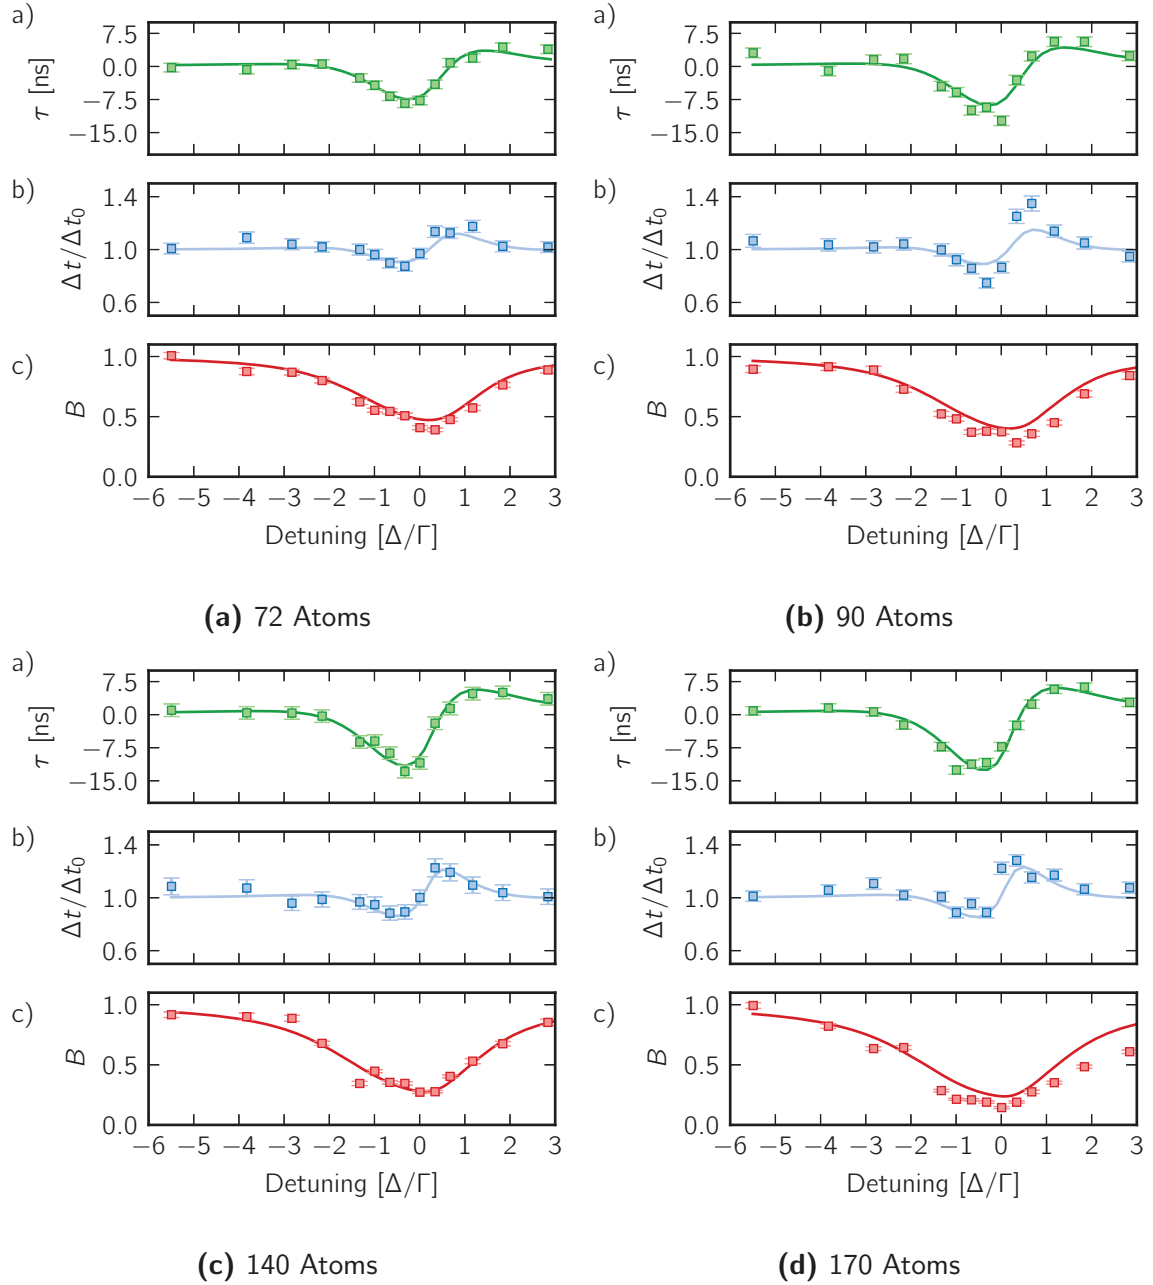 a)
7.5
0.0
−7.5
−15.0
τ [ns]
b)
1.4
1.0
0.6
Δt/Δt0
c)
1.0
0.5
0.0
B
−6 −5 −4 −3 −2 −1 0 1 2 3
Detuning [Δ/Γ]
(a) 72 Atoms
a)
7.5
0.0
−7.5
−15.0
τ [ns]
b)
1.4
1.0
0.6
Δt/Δt0
c)
1.0
0.5
0.0
B
−6 −5 −4 −3 −2 −1 0 1 2 3
Detuning [Δ/Γ]
(b) 90 Atoms
a)
7.5
0.0
−7.5
−15.0
τ [ns]
b)
1.4
1.0
0.6
Δt/Δt0
c)
1.0
0.5
0.0
B
−6 −5 −4 −3 −2 −1 0 1 2 3
Detuning [Δ/Γ]
(c) 140 Atoms
a)
7.5
0.0
−7.5
−15.0
τ [ns]
b)
1.4
1.0
0.6
Δt/Δt0
c)
1.0
0.5
0.0
B
−6 −5 −4 −3 −2 −1 0 1 2 3
Detuning [Δ/Γ]
(d) 170 Atoms